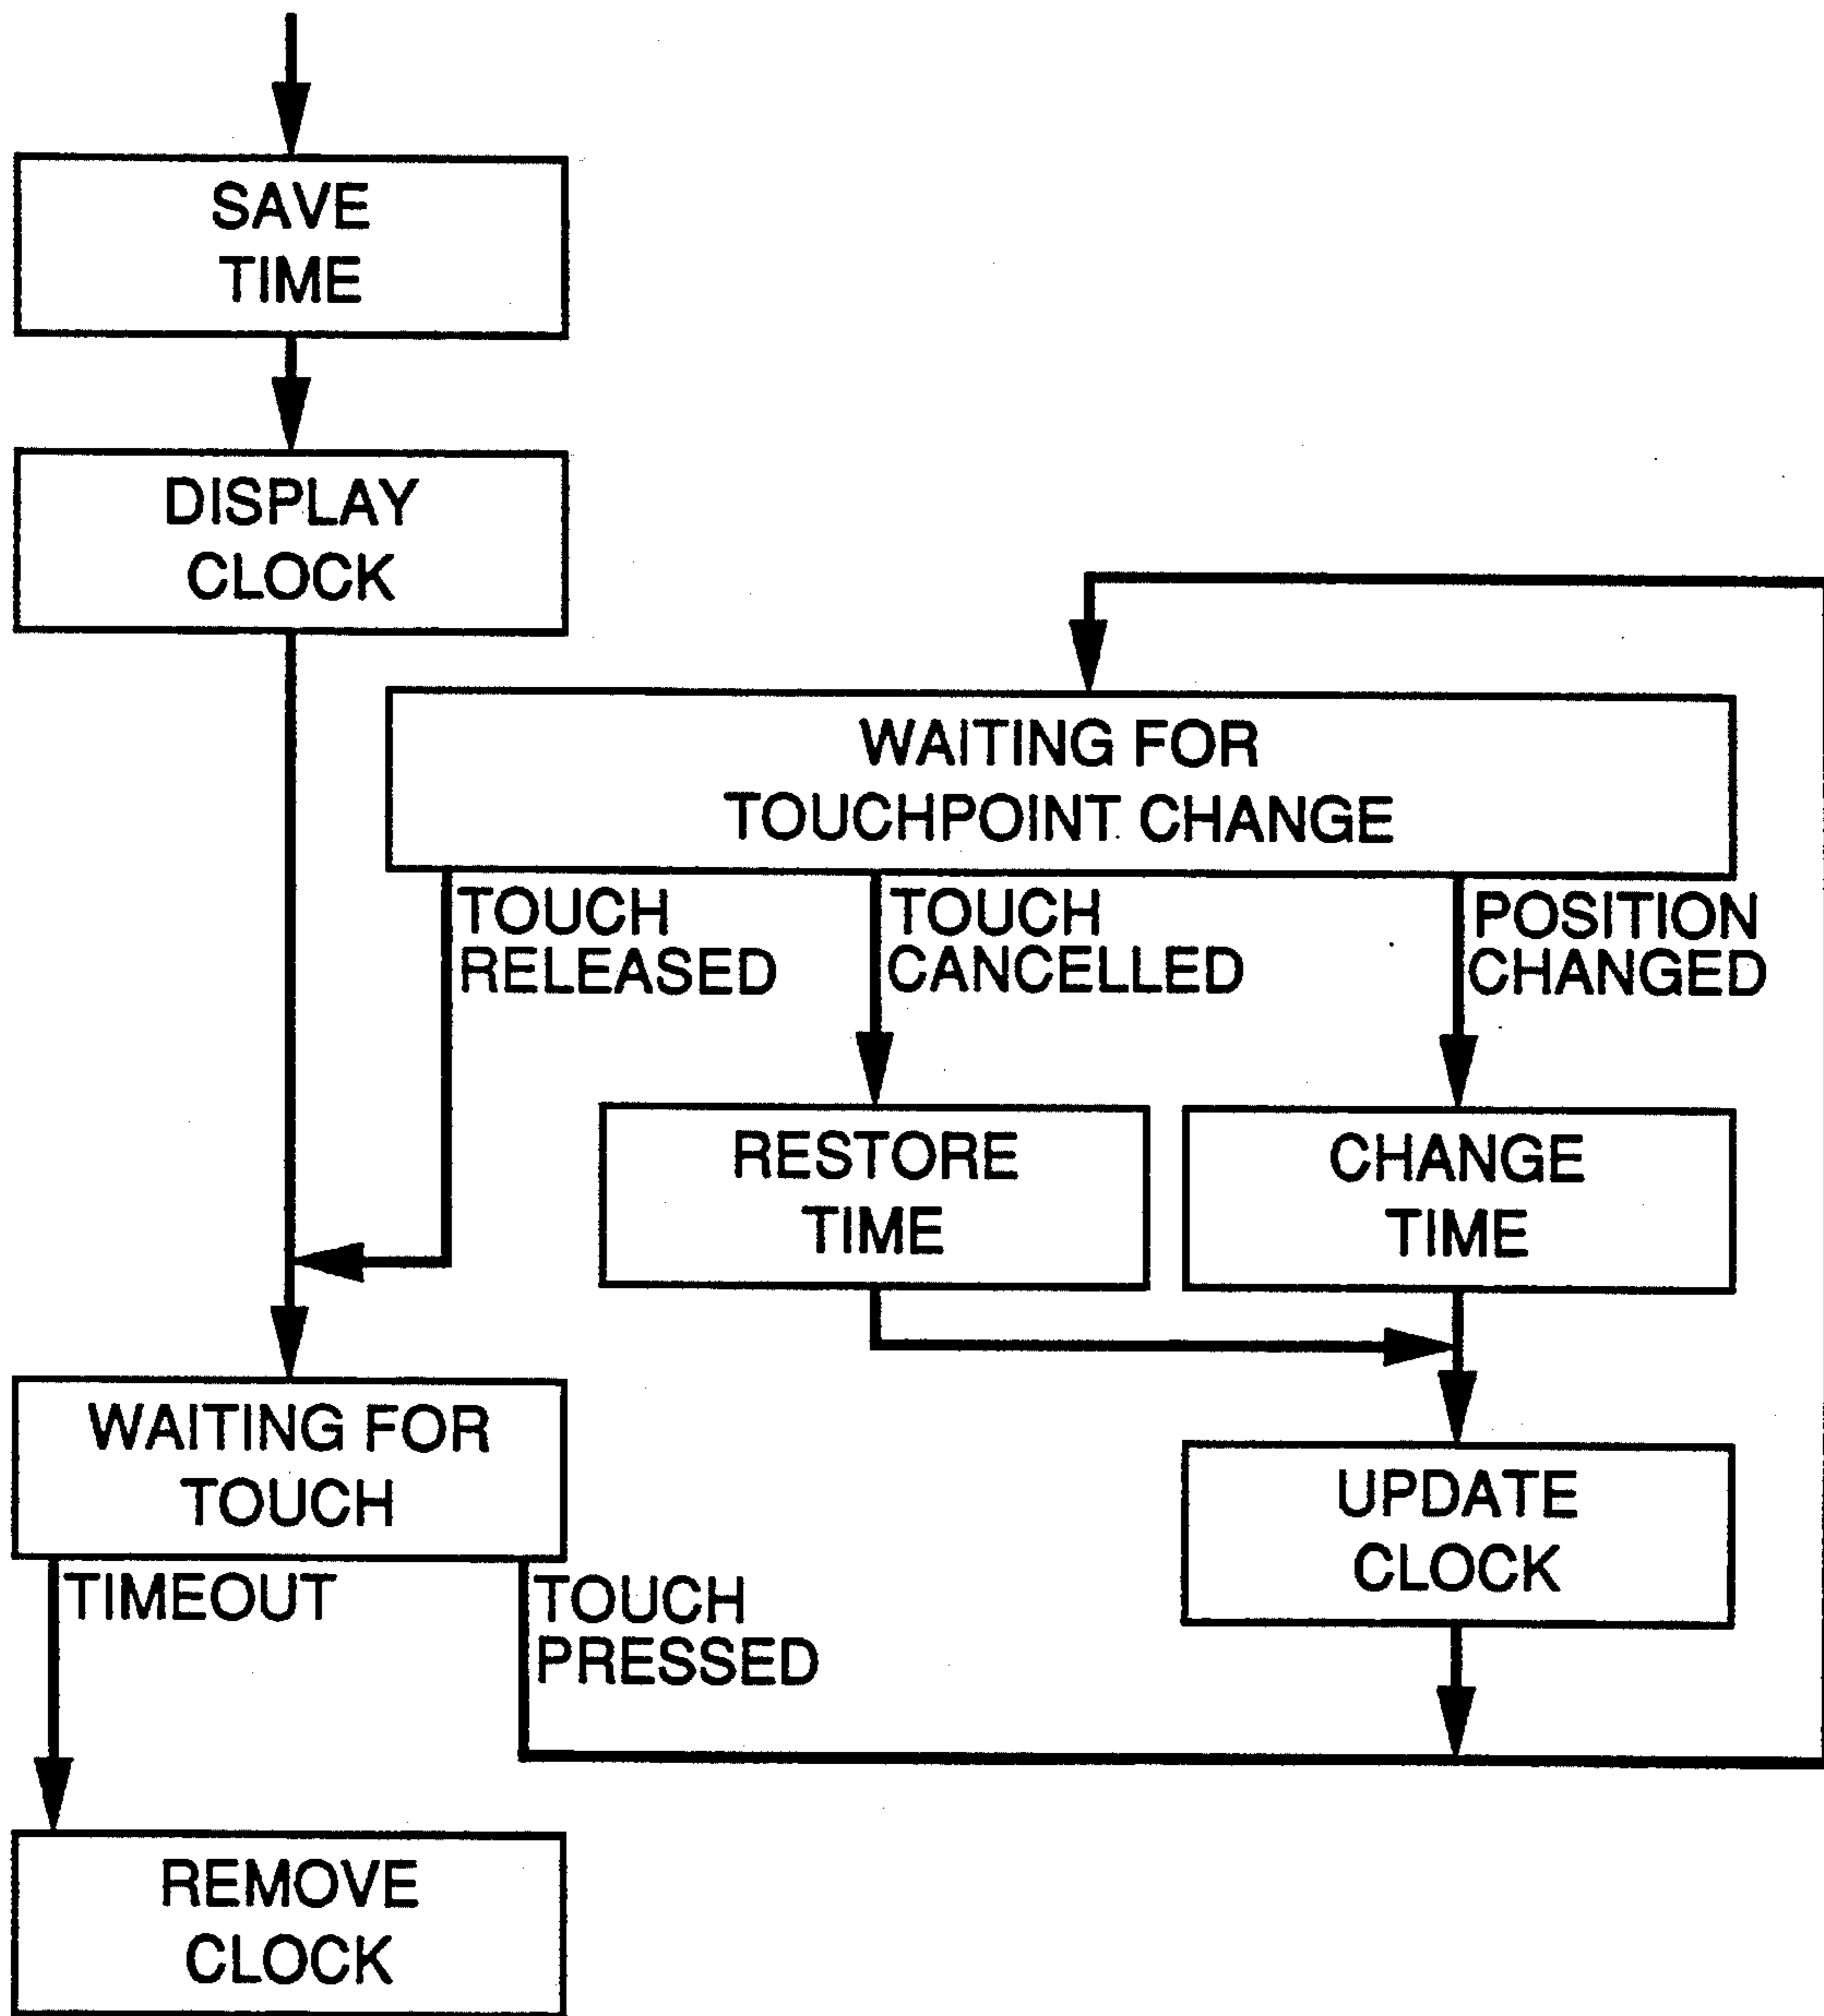 SAVE
TIME
DISPLAY
CLOCK
WAITING FOR
TOUCHPOINT CHANGE
TOUCH
RELEASED
TOUCH
CANCELLED
POSITION
CHANGED
RESTORE
TIME
CHANGE
TIME
WAITING FOR
TOUCH
UPDATE
CLOCK
TIMEOUT
TOUCH
PRESSED
REMOVE
CLOCK